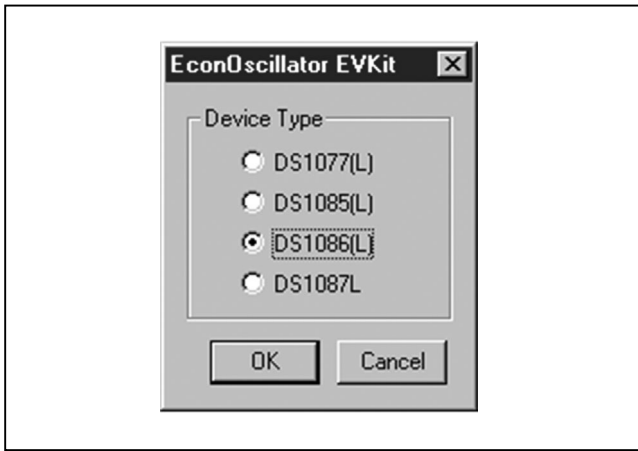 EconOscillator EVKit
Device Type
DS1077(L)
DS1085(L)
DS1086(L)
DS1087L
OK Cancel